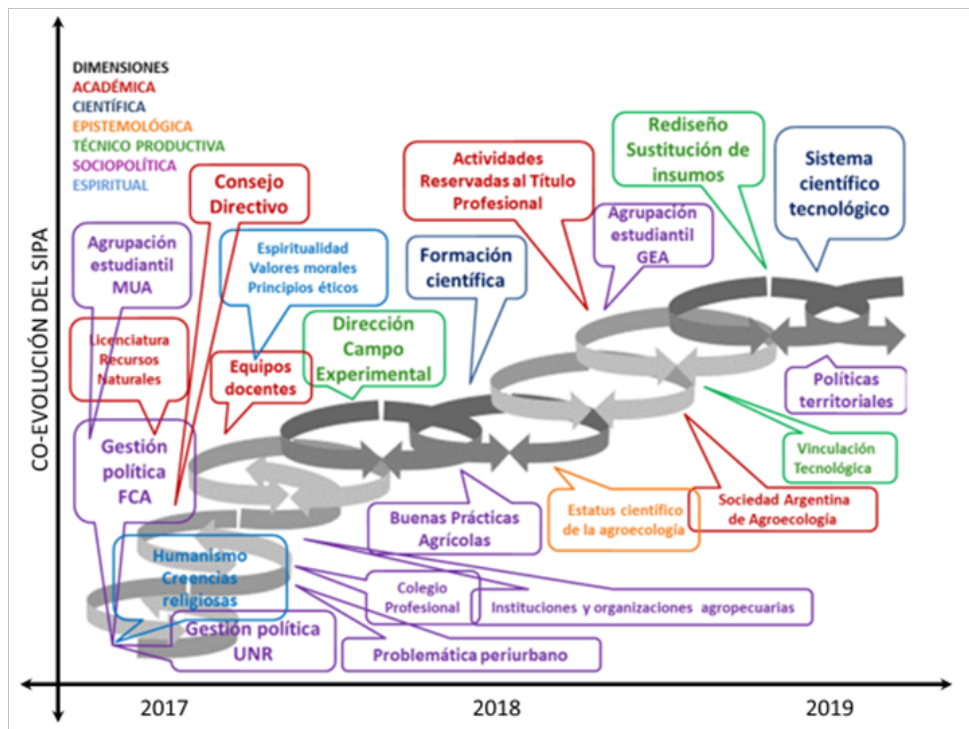 DIMENSIONES
ACADÉMICA
CIENTÍFICA
EPISTEMOLÓGICA
TÉCNICO PRODUCTIVA
SOCIOPOLÍTICA
ESPIRITUAL
CO-EVOLUCIÓN DEL SIPA
Agrupación
estudiantil
MUA
Consejo
Directivo
Espiritualidad
Valores morales
Principios éticos
Formación
científica
Actividades
Reservadas al Título
Profesional
Agrupación
estudiantil
GEA
Rediseño
Sustitución de
insumos
Sistema
científico
tecnológico
Licenciatura
Recursos
Naturales
Equipos
docentes
Dirección
Campo
Experimental
Políticas
territoriales
Gestión
política
FCA
Buenas Prácticas
Agrícolas
Estatus científico
de la agroecología
Sociedad Argentina
de Agroecología
Vinculación
Tecnológica
Humanismo
Creencias
religiosas
Colegio
Profesional
Instituciones y organizaciones agropecuarias
Gestión política
UNR
Problemática periurbano
2017
2018
2019